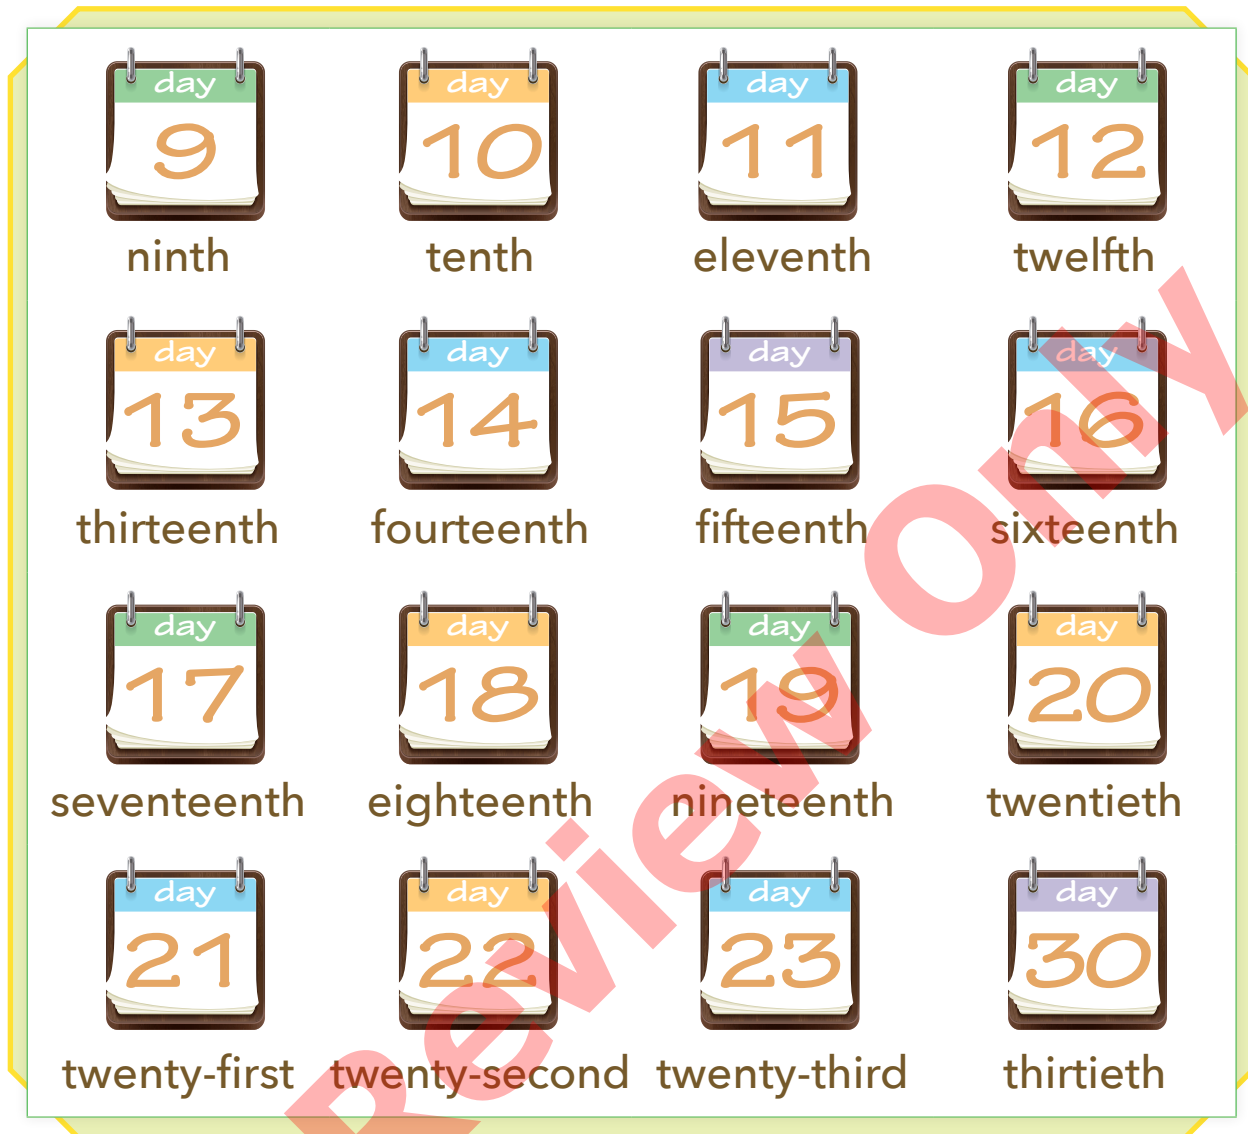 day day day day
9 10 11 12
ninth tenth eleventh twelfth
day day day day
13 14 15 16
thirteenth fourteenth fifteenth sixteenth
day day day day
17 18 19 20
seventeenth eighteenth nineteenth twentieth
day day day day
21 22 23 30
twenty-first twenty-second twenty-third thirtieth
Review Only